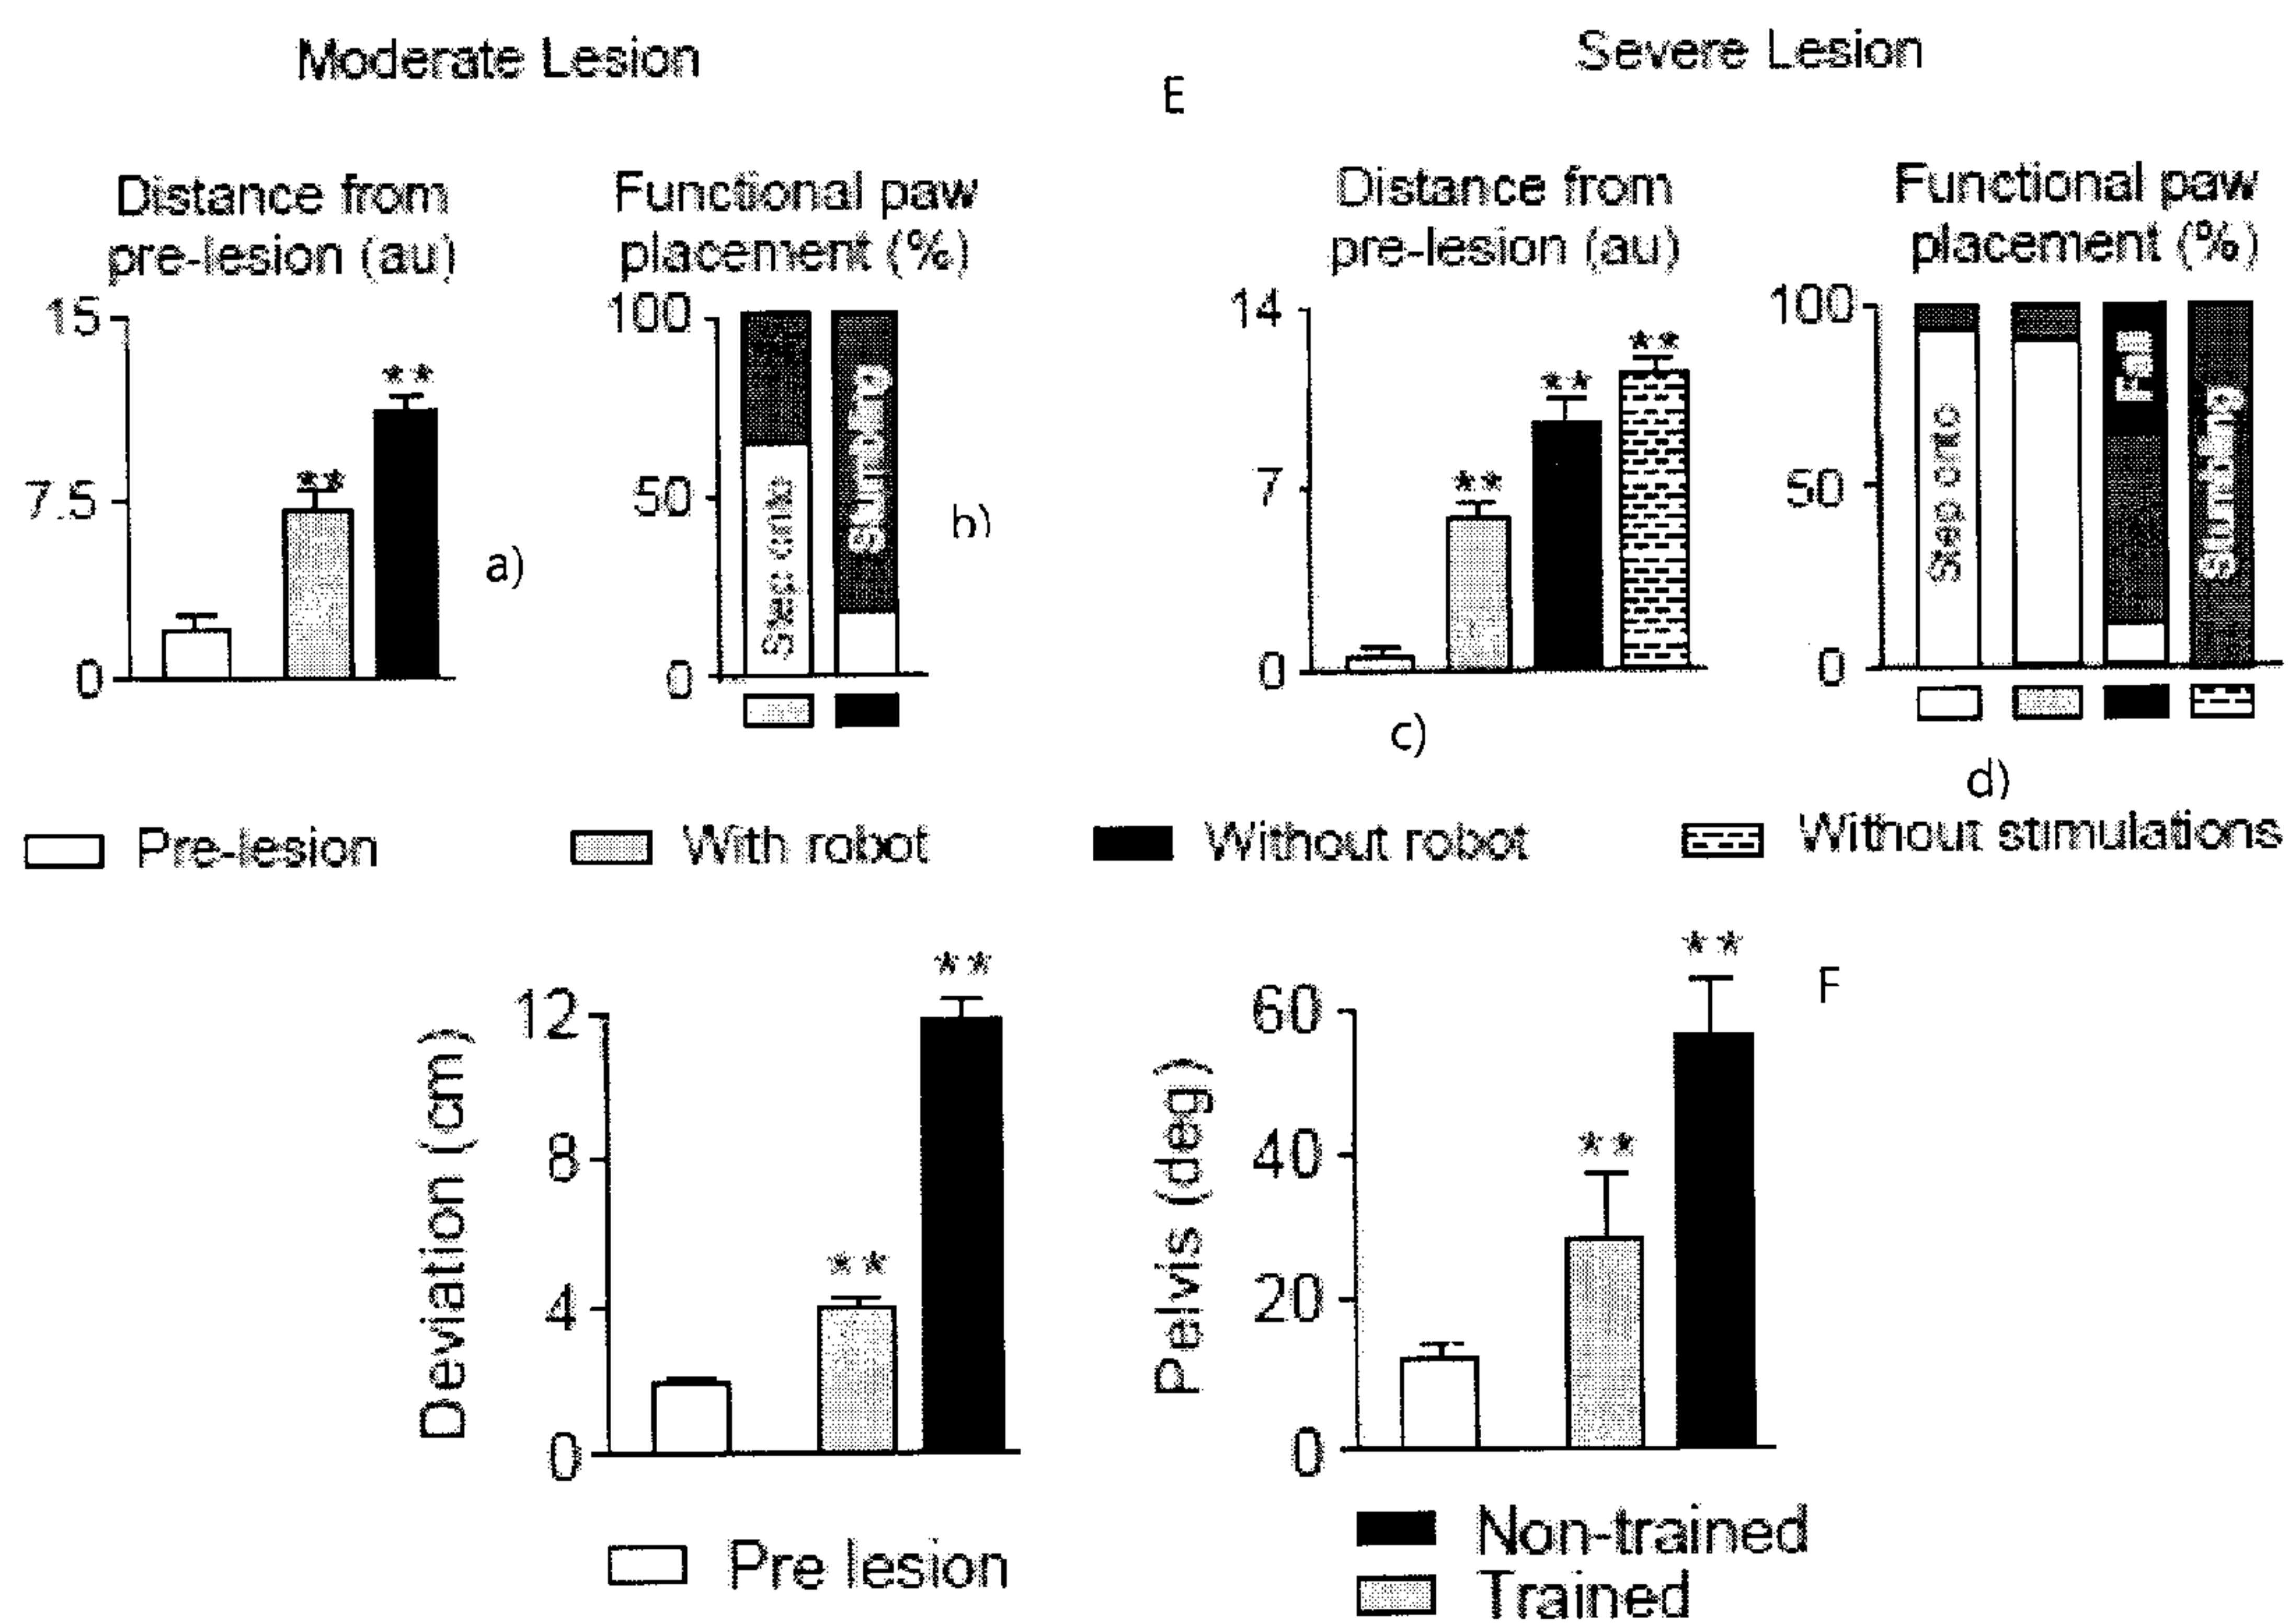 Moderate Lesion
Severe Lesion
E
Distance from
pre-lesion (au)
15
7.5
0
**
**
a)
Functional paw
placement (%)
100
50
0
Step onto
Stumbling
b)
Distance from
pre-lesion (au)
14
7
0
**
**
**
c)
Functional paw
placement (%)
100
50
0
Step onto
Fall
Stumbling
d)
Pre-lesion
With robot
Without robot
Without stimulations
Deviation (cm)
12
8
4
0
**
**
Pre lesion
F
Pelvis (deg)
60
40
20
0
**
**
Non-trained
Trained